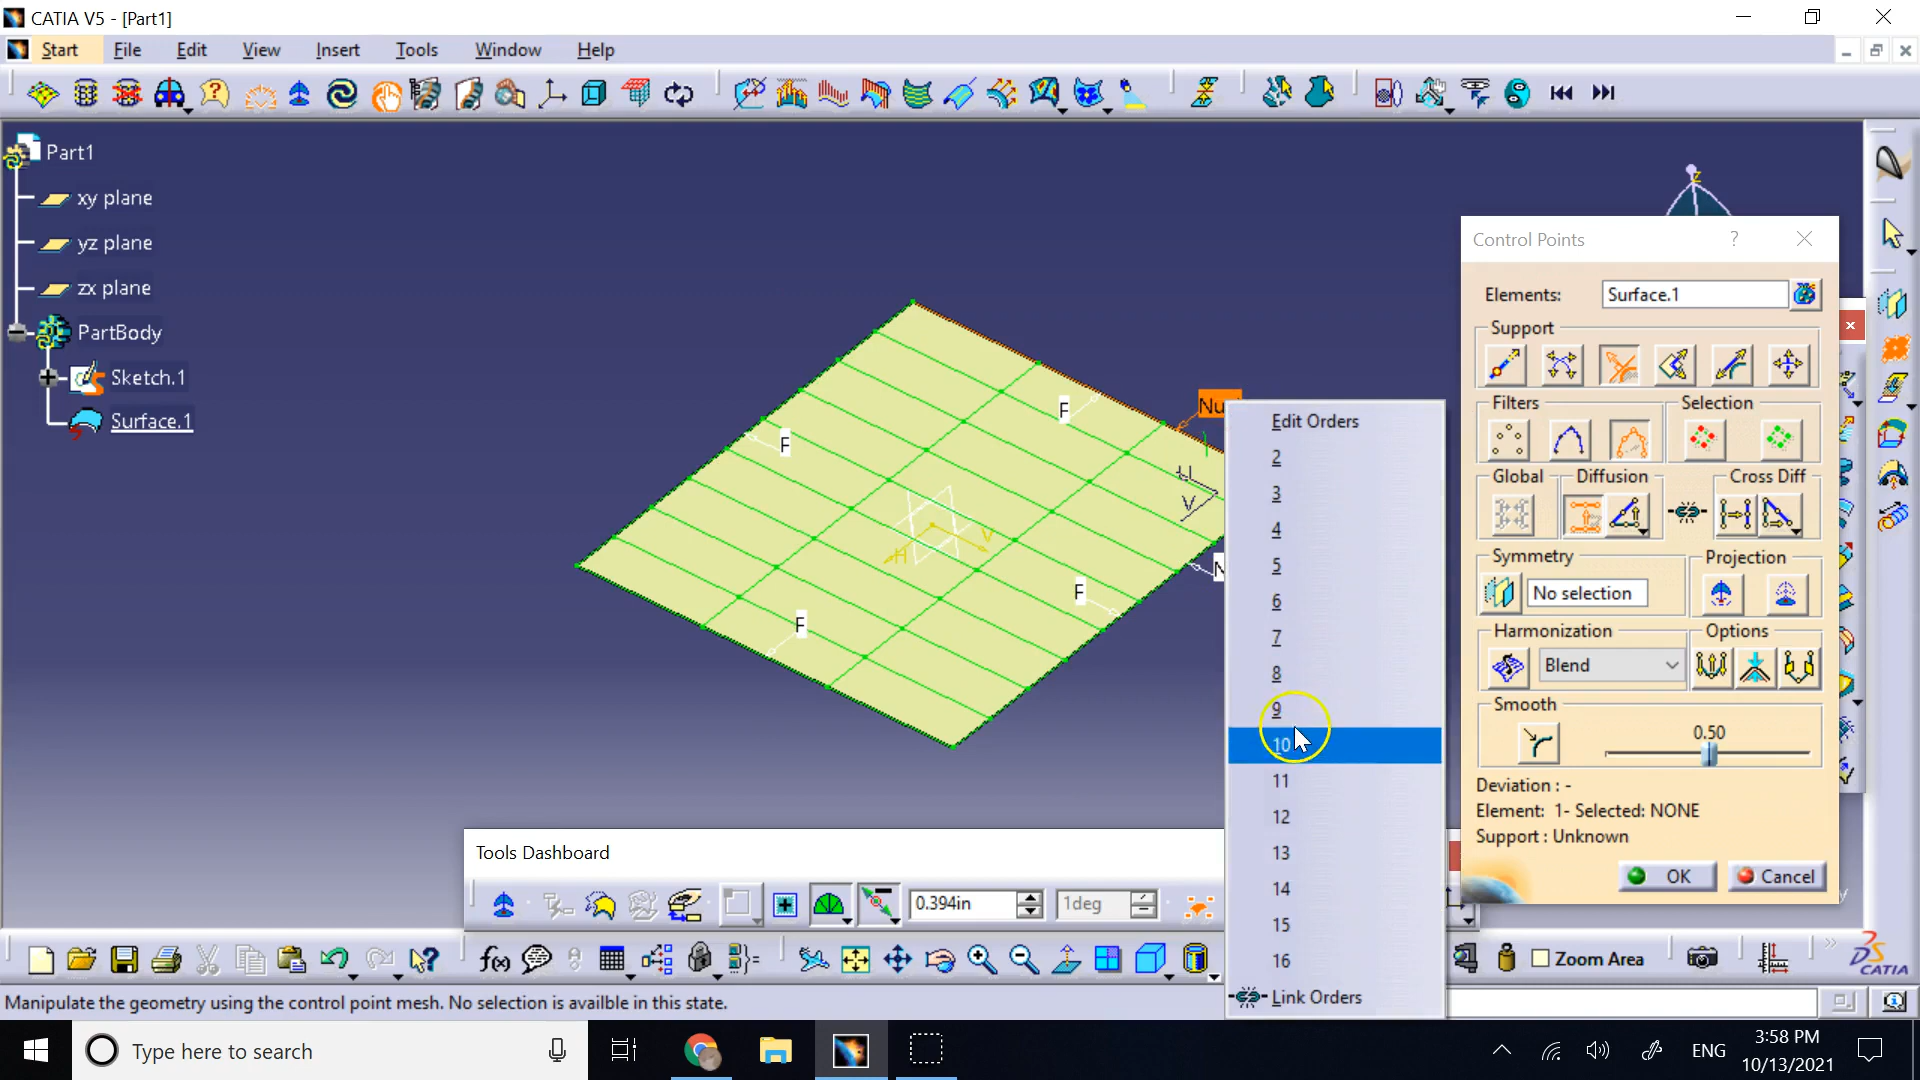 CATIA V5 - [Part1]
Start File Edit View Insert Tools Window Help
Part1
xy plane
yz plane
zx plane
PartBody
Sketch.1
Surface.1
z
F
F
F
F
U
V
H
V
N
Edit Orders
2
3
4
5
6
7
8
9
10
11
12
13
14
15
16
Link Orders
Control Points
?
Elements: Surface.1
Support
Filters Selection
Global Diffusion Cross Diff
Symmetry Projection
No selection
Harmonization Options
Blend
Smooth
0.50
Deviation : -
Element: 1- Selected: NONE
Support : Unknown
OK Cancel
Tools Dashboard
0.394in 1deg
f(x)
Zoom Area
CATIA
Manipulate the geometry using the control point mesh. No selection is availble in this state.
Type here to search
ENG
3:58 PM
10/13/2021